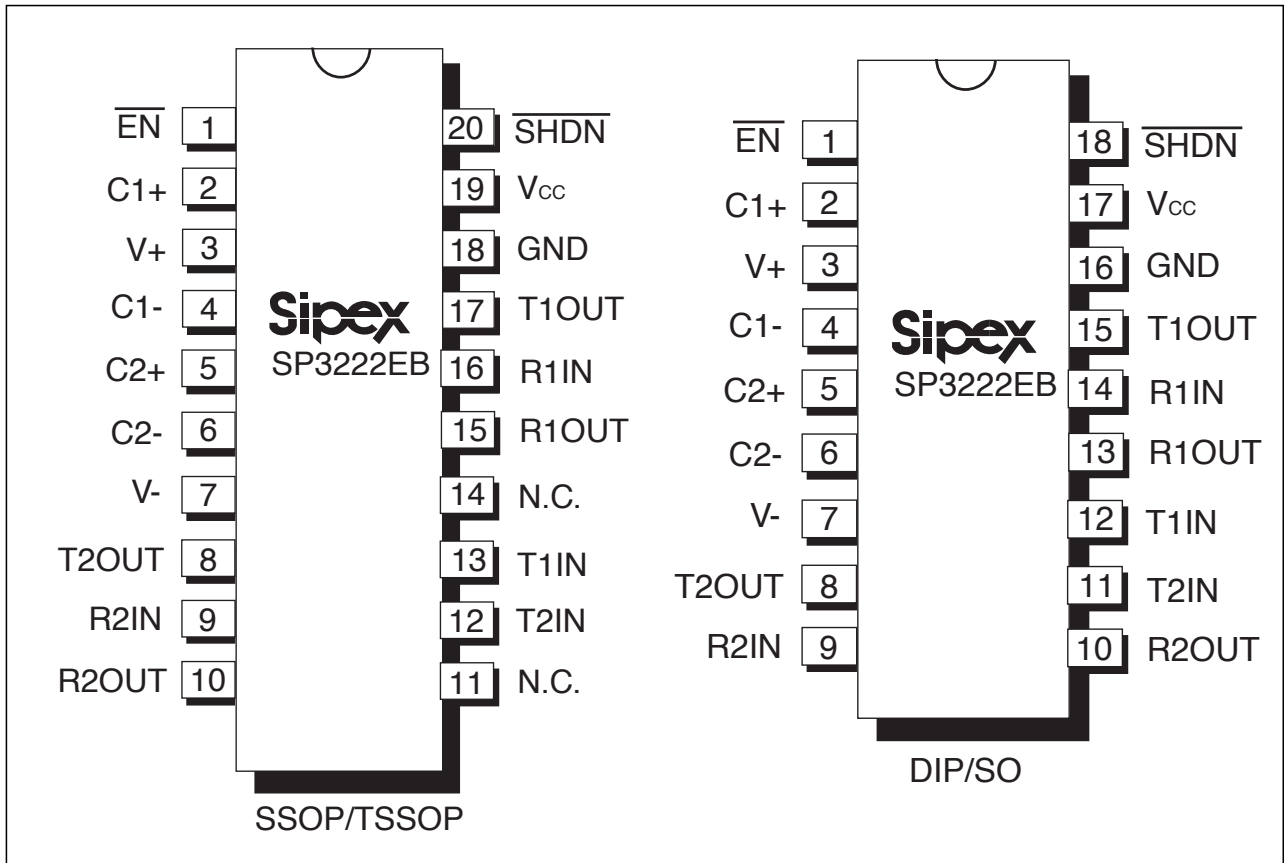 EN 1
C1+ 2
V+ 3
C1- 4
C2+ 5
C2- 6
V- 7
T2OUT 8
R2IN 9
R2OUT 10
Sipex
SP3222EB
20 SHDN
19 Vcc
18 GND
17 T1OUT
16 R1IN
15 R1OUT
14 N.C.
13 T1IN
12 T2IN
11 N.C.
SSOP/TSSOP
EN 1
C1+ 2
V+ 3
C1- 4
C2+ 5
C2- 6
V- 7
T2OUT 8
R2IN 9
Sipex
SP3222EB
18 SHDN
17 Vcc
16 GND
15 T1OUT
14 R1IN
13 R1OUT
12 T1IN
11 T2IN
10 R2OUT
DIP/SO